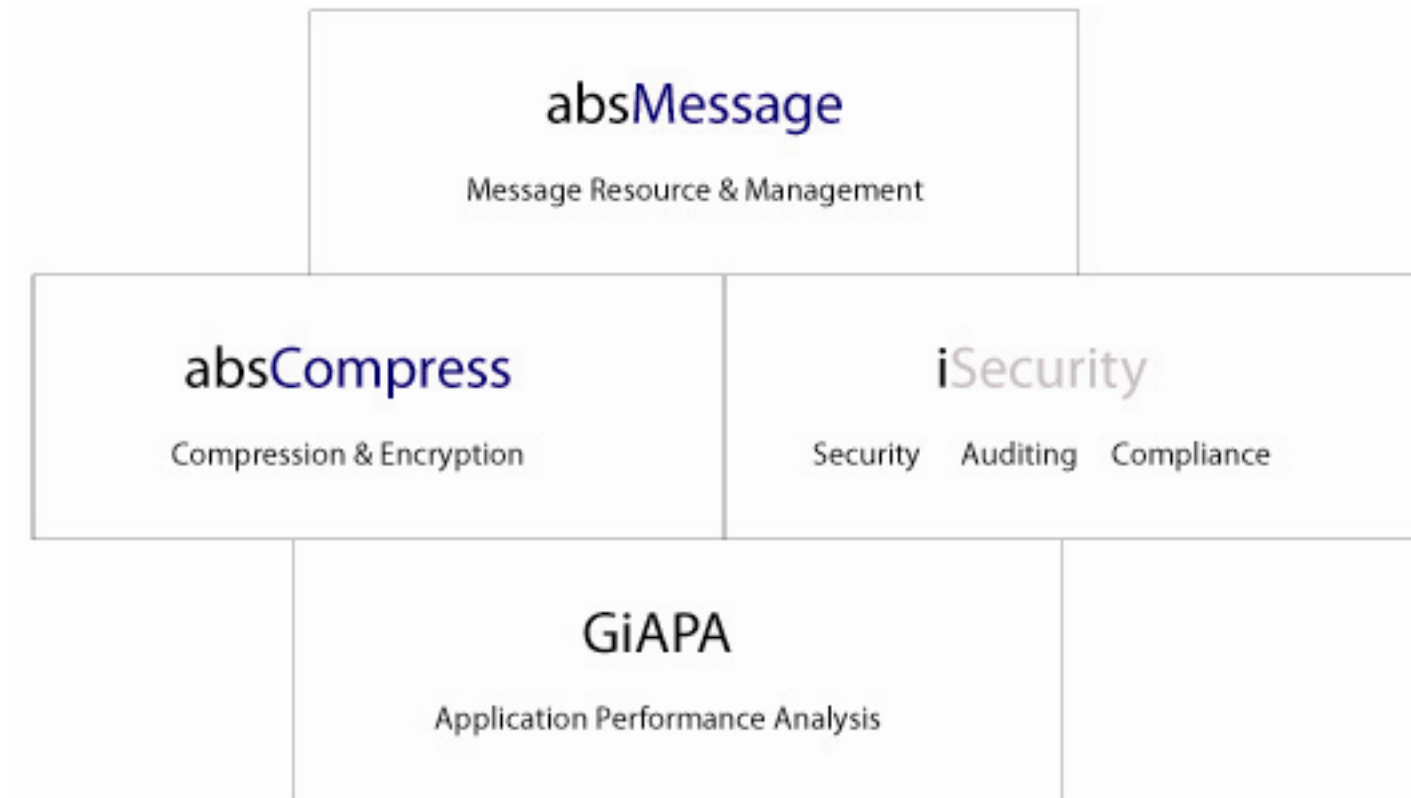 absMessage
Message Resource & Management
absCompress
Compression & Encryption
iSecurity
Security Auditing Compliance
GiAPA
Application Performance Analysis